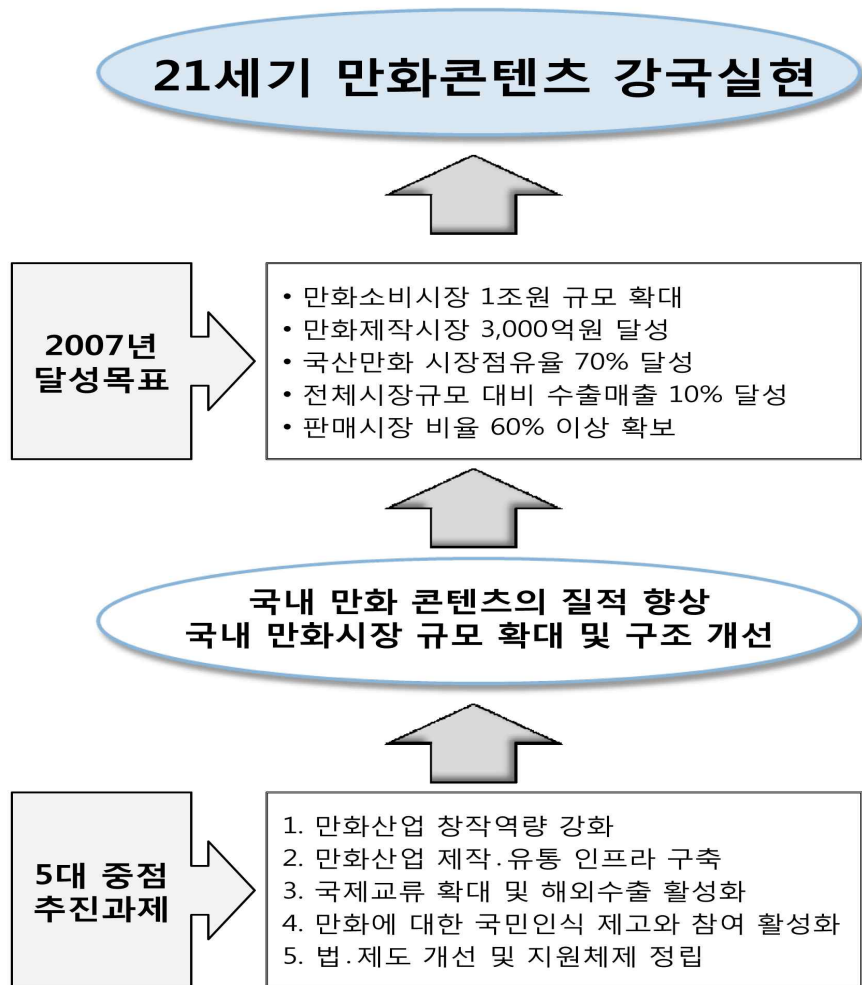 21세기 만화콘텐츠 강국실현
2007년
달성목표
• 만화소비시장 1조원 규모 확대
• 만화제작시장 3,000억원 달성
• 국산만화 시장점유율 70% 달성
• 전체시장규모 대비 수출매출 10% 달성
• 판매시장 비율 60% 이상 확보
국내 만화 콘텐츠의 질적 향상
국내 만화시장 규모 확대 및 구조 개선
5대 중점
추진과제
1. 만화산업 창작역량 강화
2. 만화산업 제작·유통 인프라 구축
3. 국제교류 확대 및 해외수출 활성화
4. 만화에 대한 국민인식 제고와 참여 활성화
5. 법·제도 개선 및 지원체제 정립